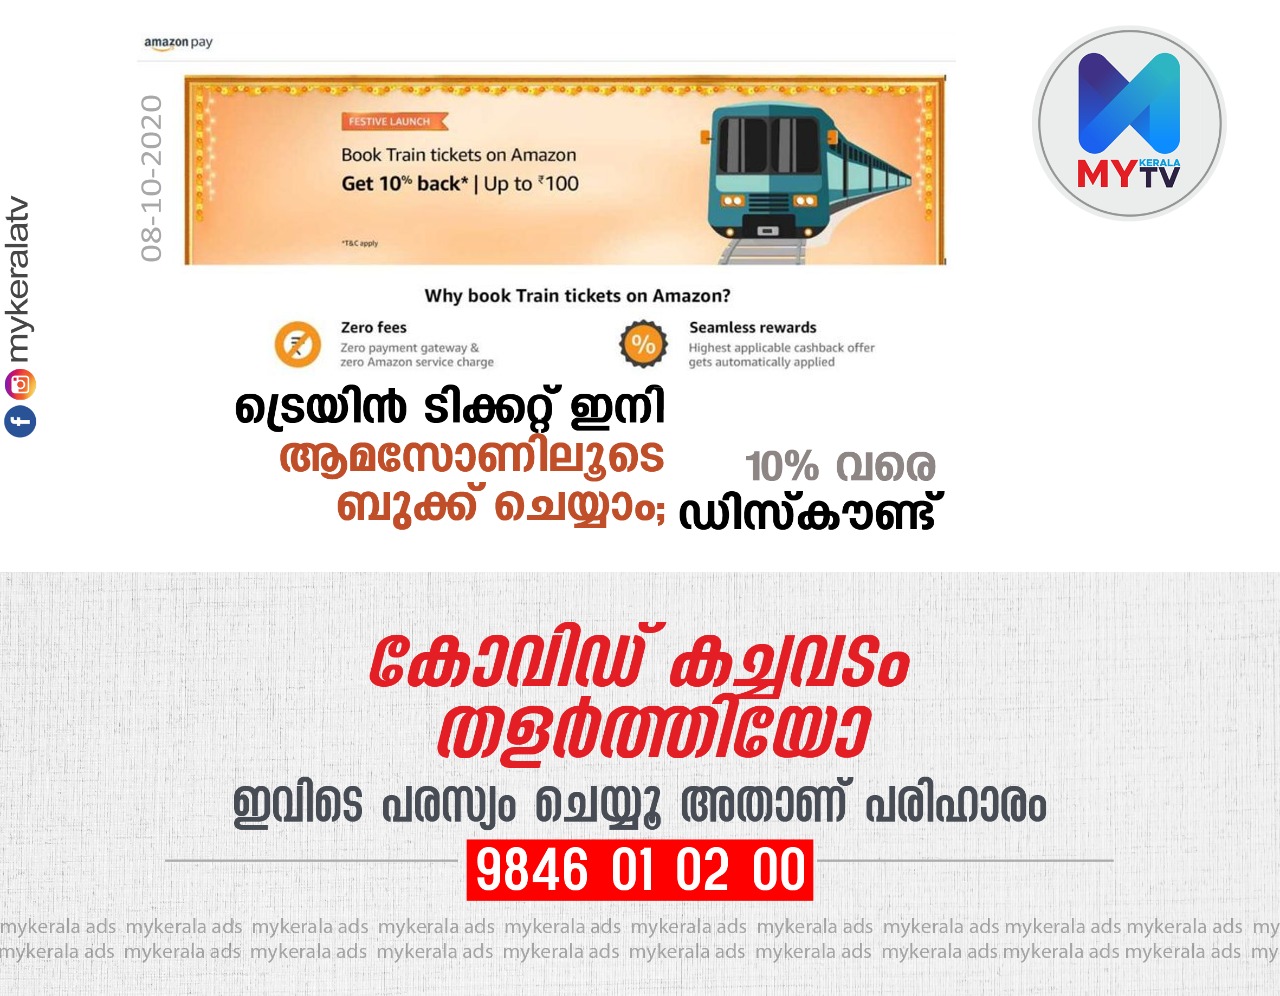 amazon pay
08-10-2020
mykeralatv
FESTIVE LAUNCH
Book Train tickets on Amazon
Get 10% back* | Up to ₹100
*T&C apply
KERALA
MYTV
Why book Train tickets on Amazon?
Zero fees
Zero payment gateway &
zero Amazon service charge
Seamless rewards
Highest applicable cashback offer
gets automatically applied
ട്രെയിൻ ടിക്കറ്റ് ഇനി
ആമസോണിലൂടെ
ബുക്ക് ചെയ്യാം;
10% വരെ
ഡിസ്കൗണ്ട്
കോവിഡ് കച്ചവടം
തളർത്തിയോ
ഇവിടെ പരസ്യം ചെയ്യൂ അതാണ് പരിഹാരം
9846 01 02 00
mykerala ads mykerala ads mykerala ads mykerala ads mykerala ads mykerala ads mykerala ads mykerala ads mykerala ads mykerala ads my
mykerala ads mykerala ads mykerala ads mykerala ads mykerala ads mykerala ads mykerala ads mykerala ads mykerala ads mykerala ads my